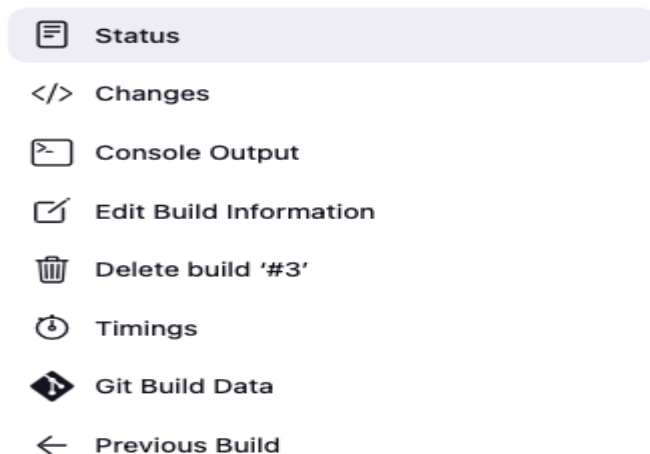 Status
Changes
Console Output
Edit Build Information
Delete build ‘#3’
Timings
Git Build Data
Previous Build